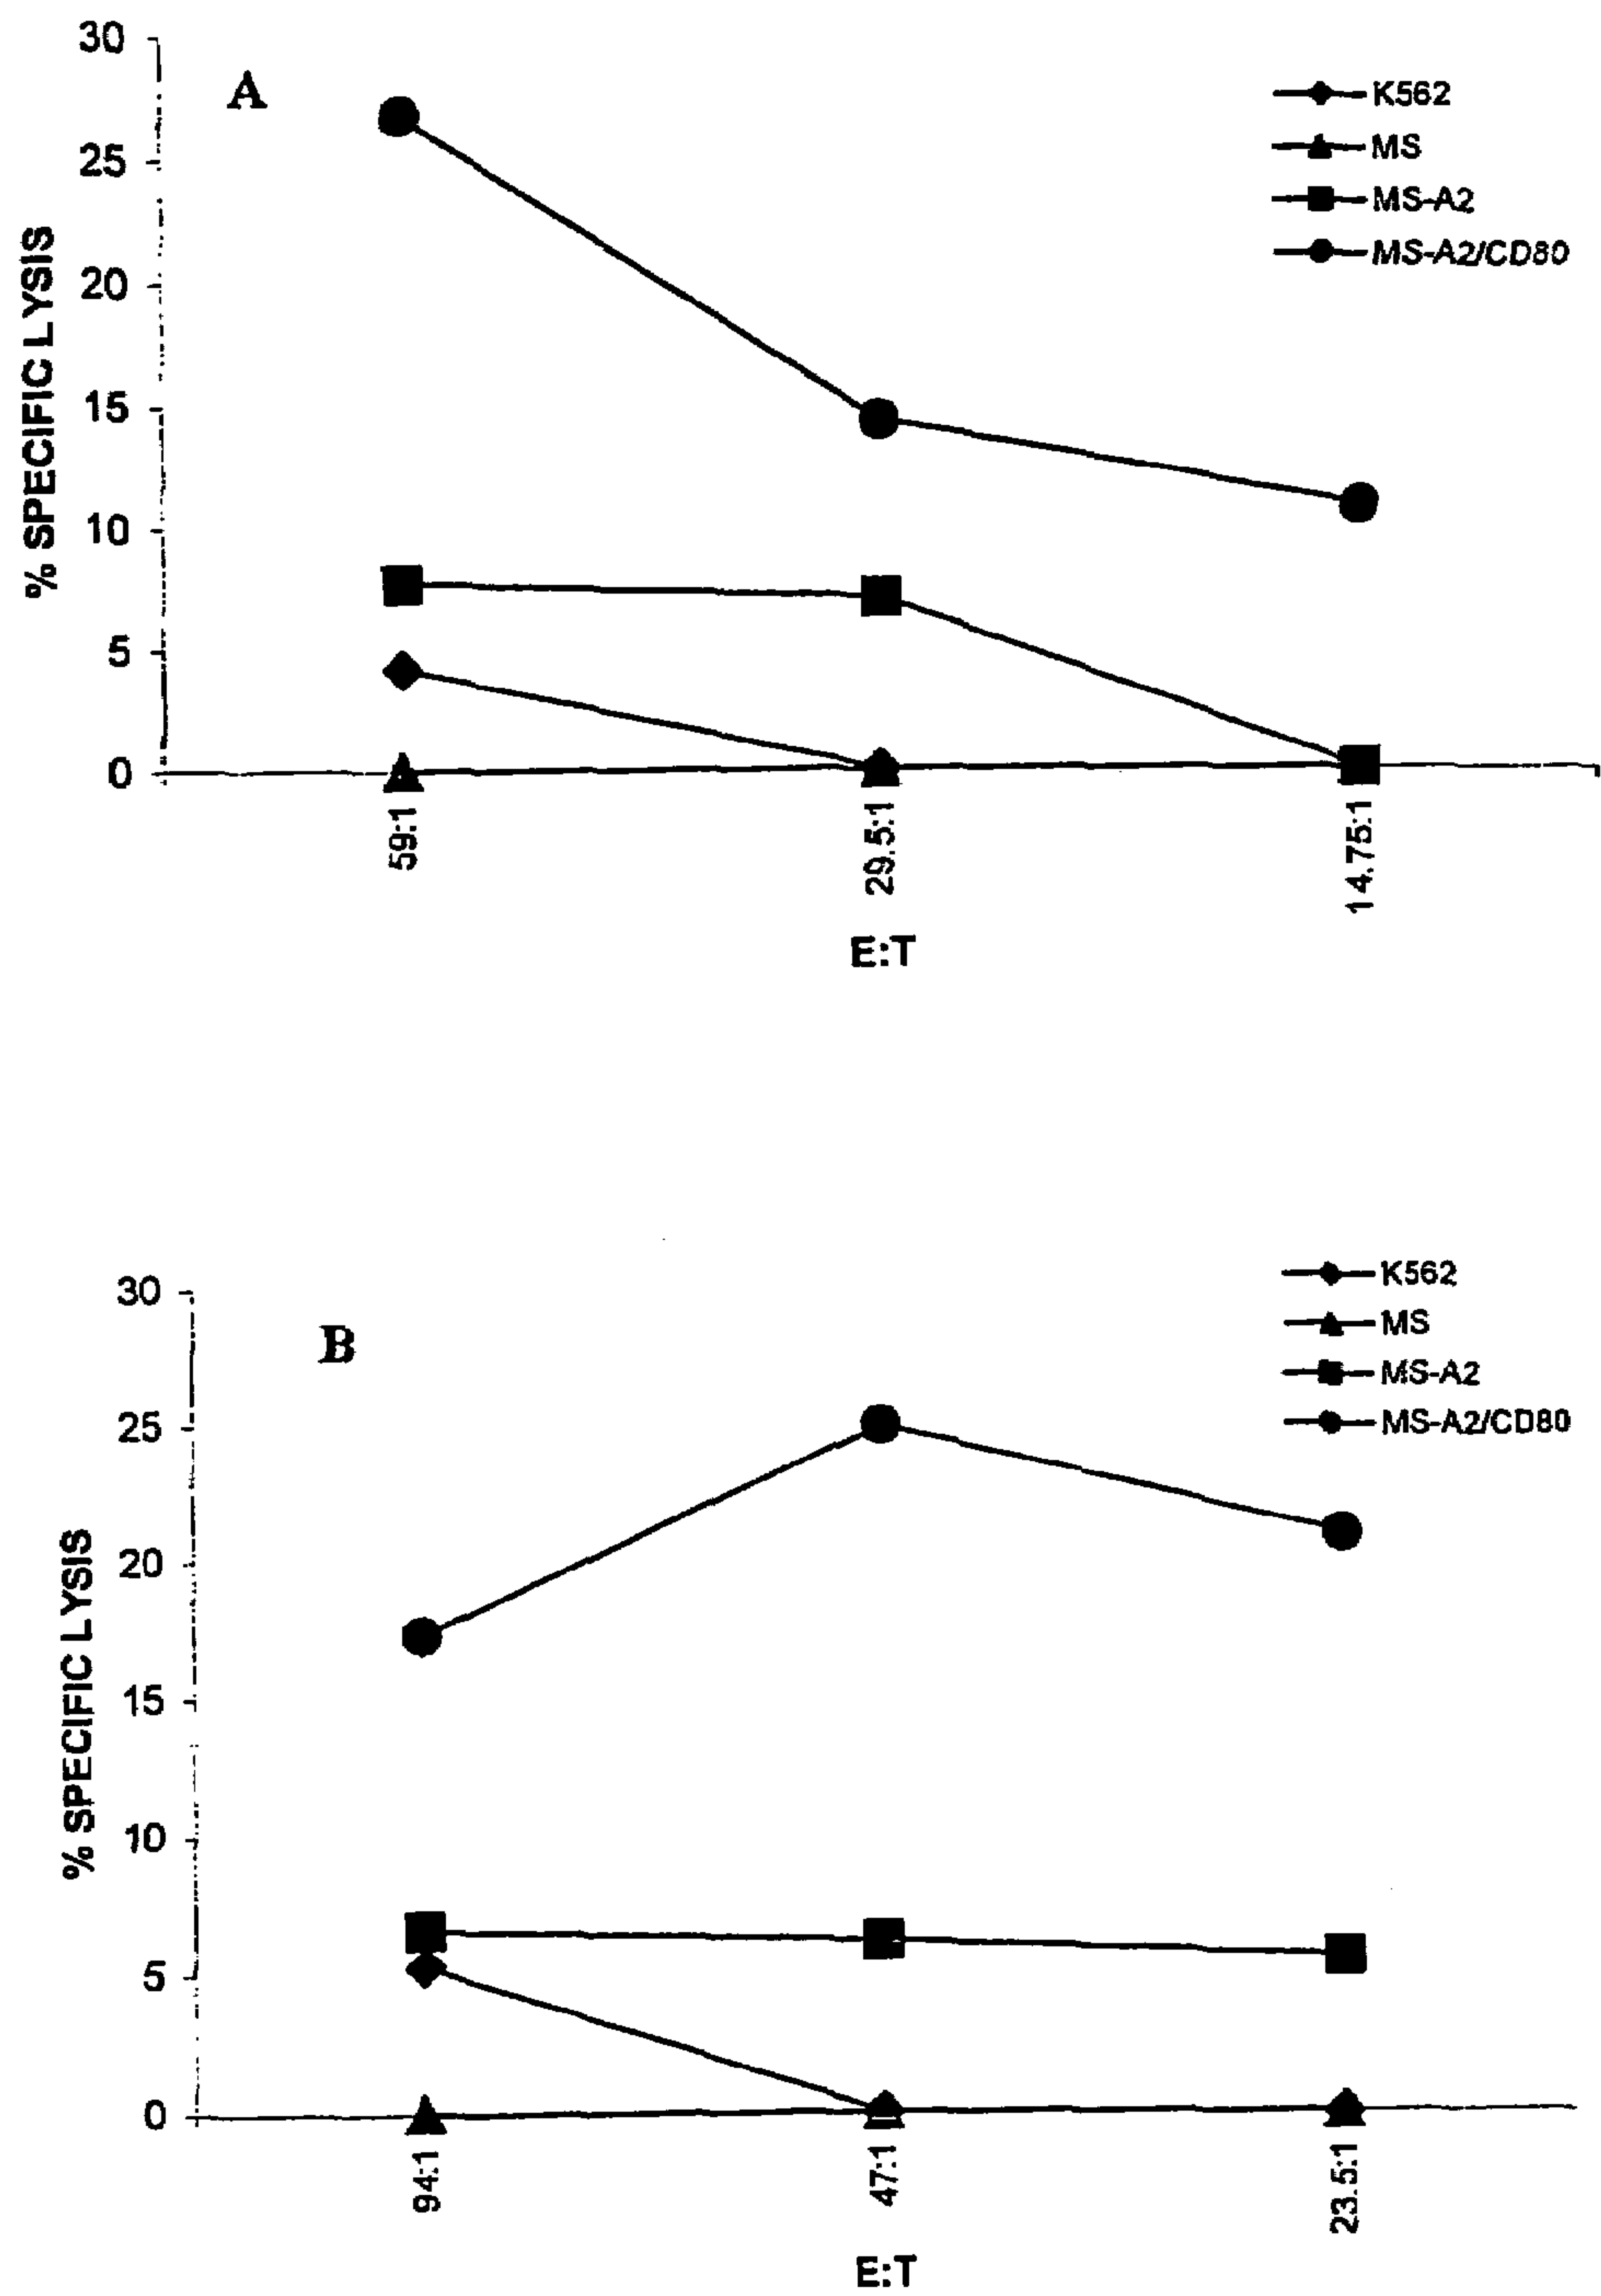 30
A
K562
MS
25
MS-A2
MS-A2/CD80
20
% SPECIFIC LYSIS
15
10
5
0
59:1
29.5:1
14.75:1
E:T
30
B
K562
MS
MS-A2
25
MS-A2/CD80
20
% SPECIFIC LYSIS
15
10
5
0
94:1
47:1
23.5:1
E:T